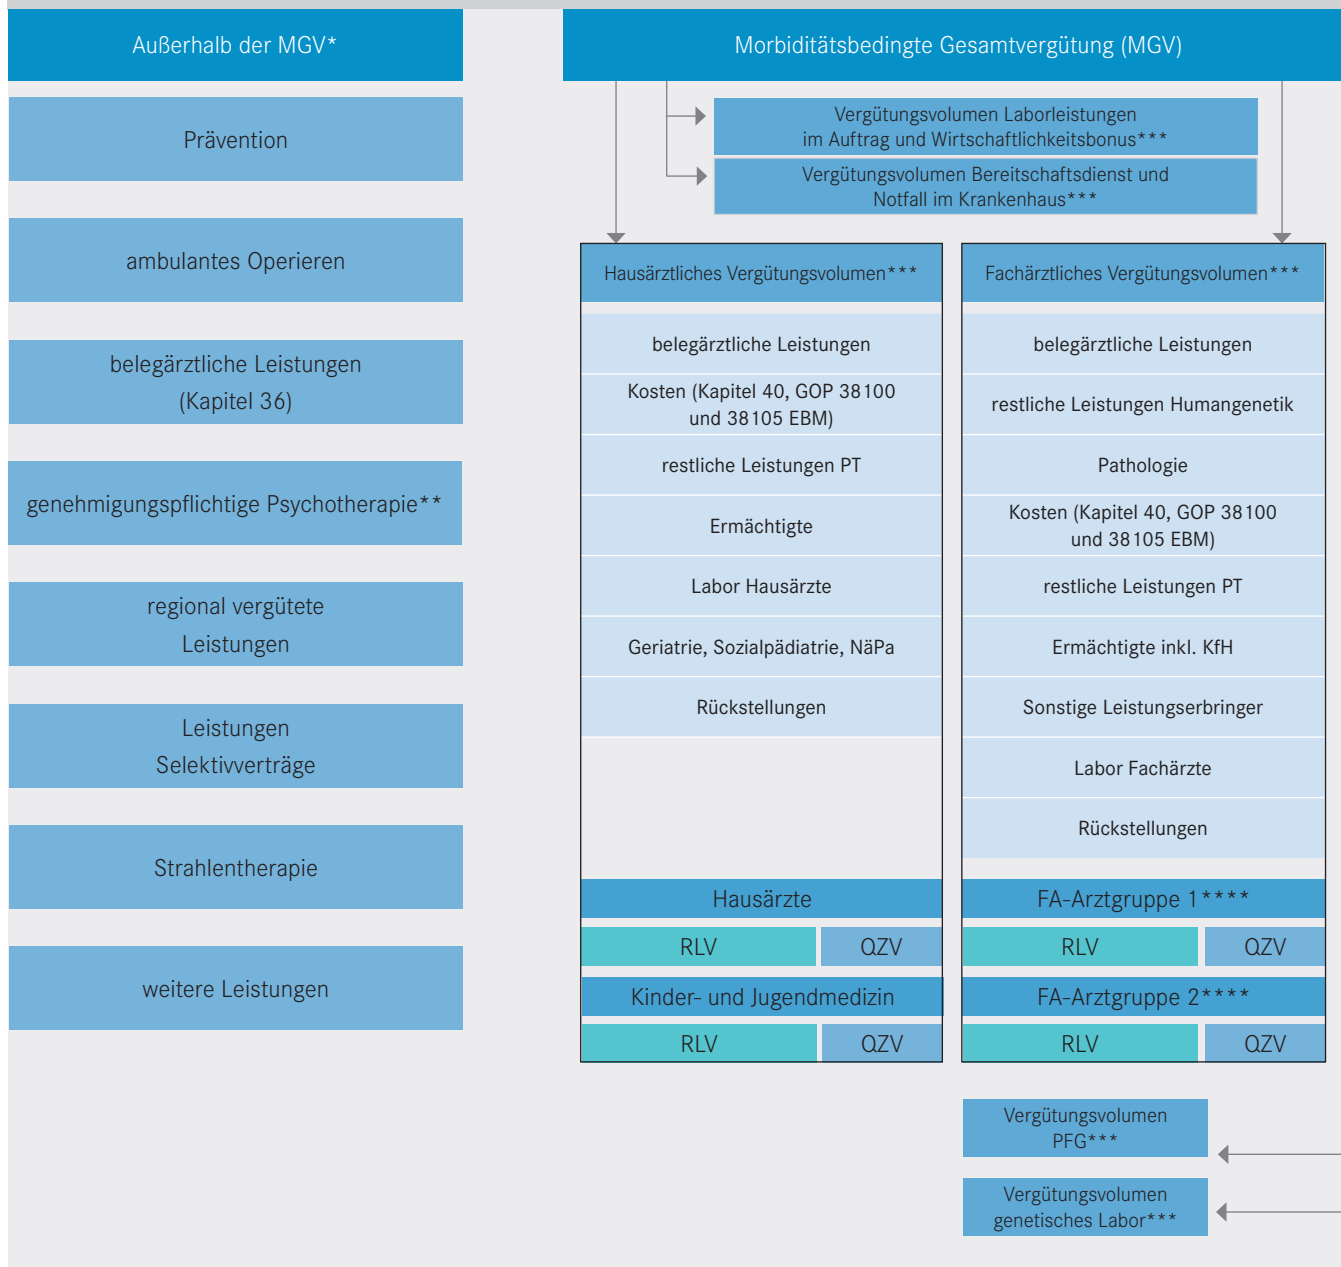 Außerhalb der MGV*
Prävention
ambulantes Operieren
belegärztliche Leistungen
(Kapitel 36)
genehmigungspflichtige Psychotherapie**
regional vergütete
Leistungen
Leistungen
Selektivverträge
Strahlentherapie
weitere Leistungen
Morbiditätsbedingte Gesamtvergütung (MGV)
Vergütungsvolumen Laborleistungen
im Auftrag und Wirtschaftlichkeitsbonus***
Vergütungsvolumen Bereitschaftsdienst und
Notfall im Krankenhaus***
Hausärztliches Vergütungsvolumen***
belegärztliche Leistungen
Kosten (Kapitel 40, GOP 38100
und 38105 EBM)
restliche Leistungen PT
Ermächtigte
Labor Hausärzte
Geriatrie, Sozialpädiatrie, NäPa
Rückstellungen
Hausärzte
RLV QZV
Kinder- und Jugendmedizin
RLV QZV
Fachärztliches Vergütungsvolumen***
belegärztliche Leistungen
restliche Leistungen Humangenetik
Pathologie
Kosten (Kapitel 40, GOP 38100
und 38105 EBM)
restliche Leistungen PT
Ermächtigte inkl. KfH
Sonstige Leistungserbringer
Labor Fachärzte
Rückstellungen
FA-Arztgruppe 1****
RLV QZV
FA-Arztgruppe 2****
RLV QZV
Vergütungsvolumen
PFG***
Vergütungsvolumen
genetisches Labor***